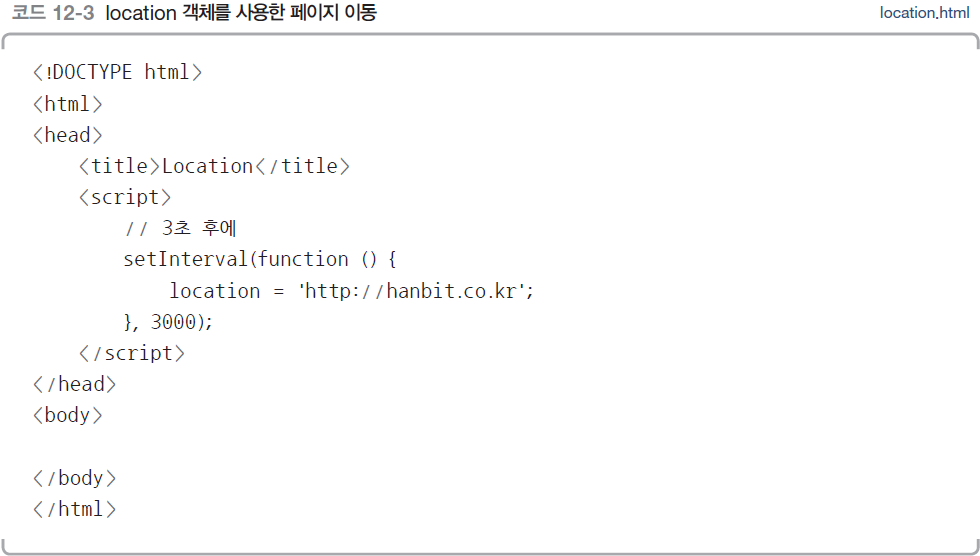 코드 12-3 location 객체를 사용한 페이지 이동 location.html
<!DOCTYPE html>
<html>
<head>
    <title>Location</title>
    <script>
        // 3초 후에
        setInterval(function () {
            location = 'http://hanbit.co.kr';
        }, 3000);
    </script>
</head>
<body>

</body>
</html>